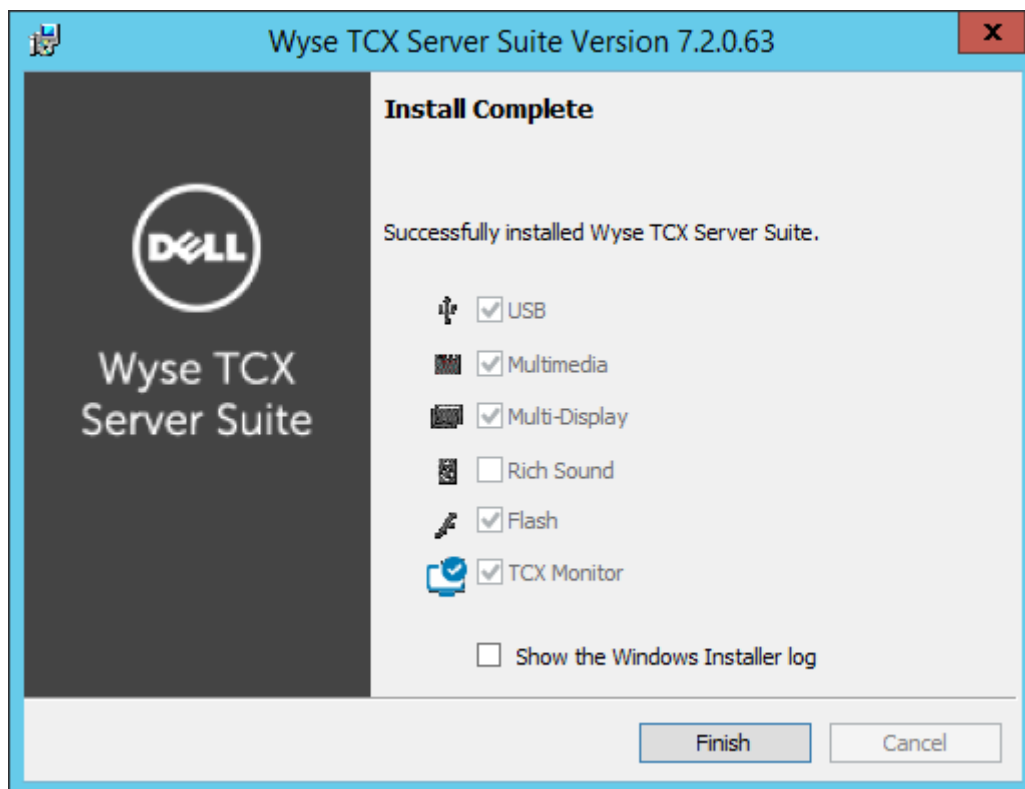 Wyse TCX Server Suite Version 7.2.0.63
x
Install Complete
Successfully installed Wyse TCX Server Suite.
DELL
Wyse TCX
Server Suite
USB
Multimedia
Multi-Display
Rich Sound
Flash
TCX Monitor
Show the Windows Installer log
Finish
Cancel